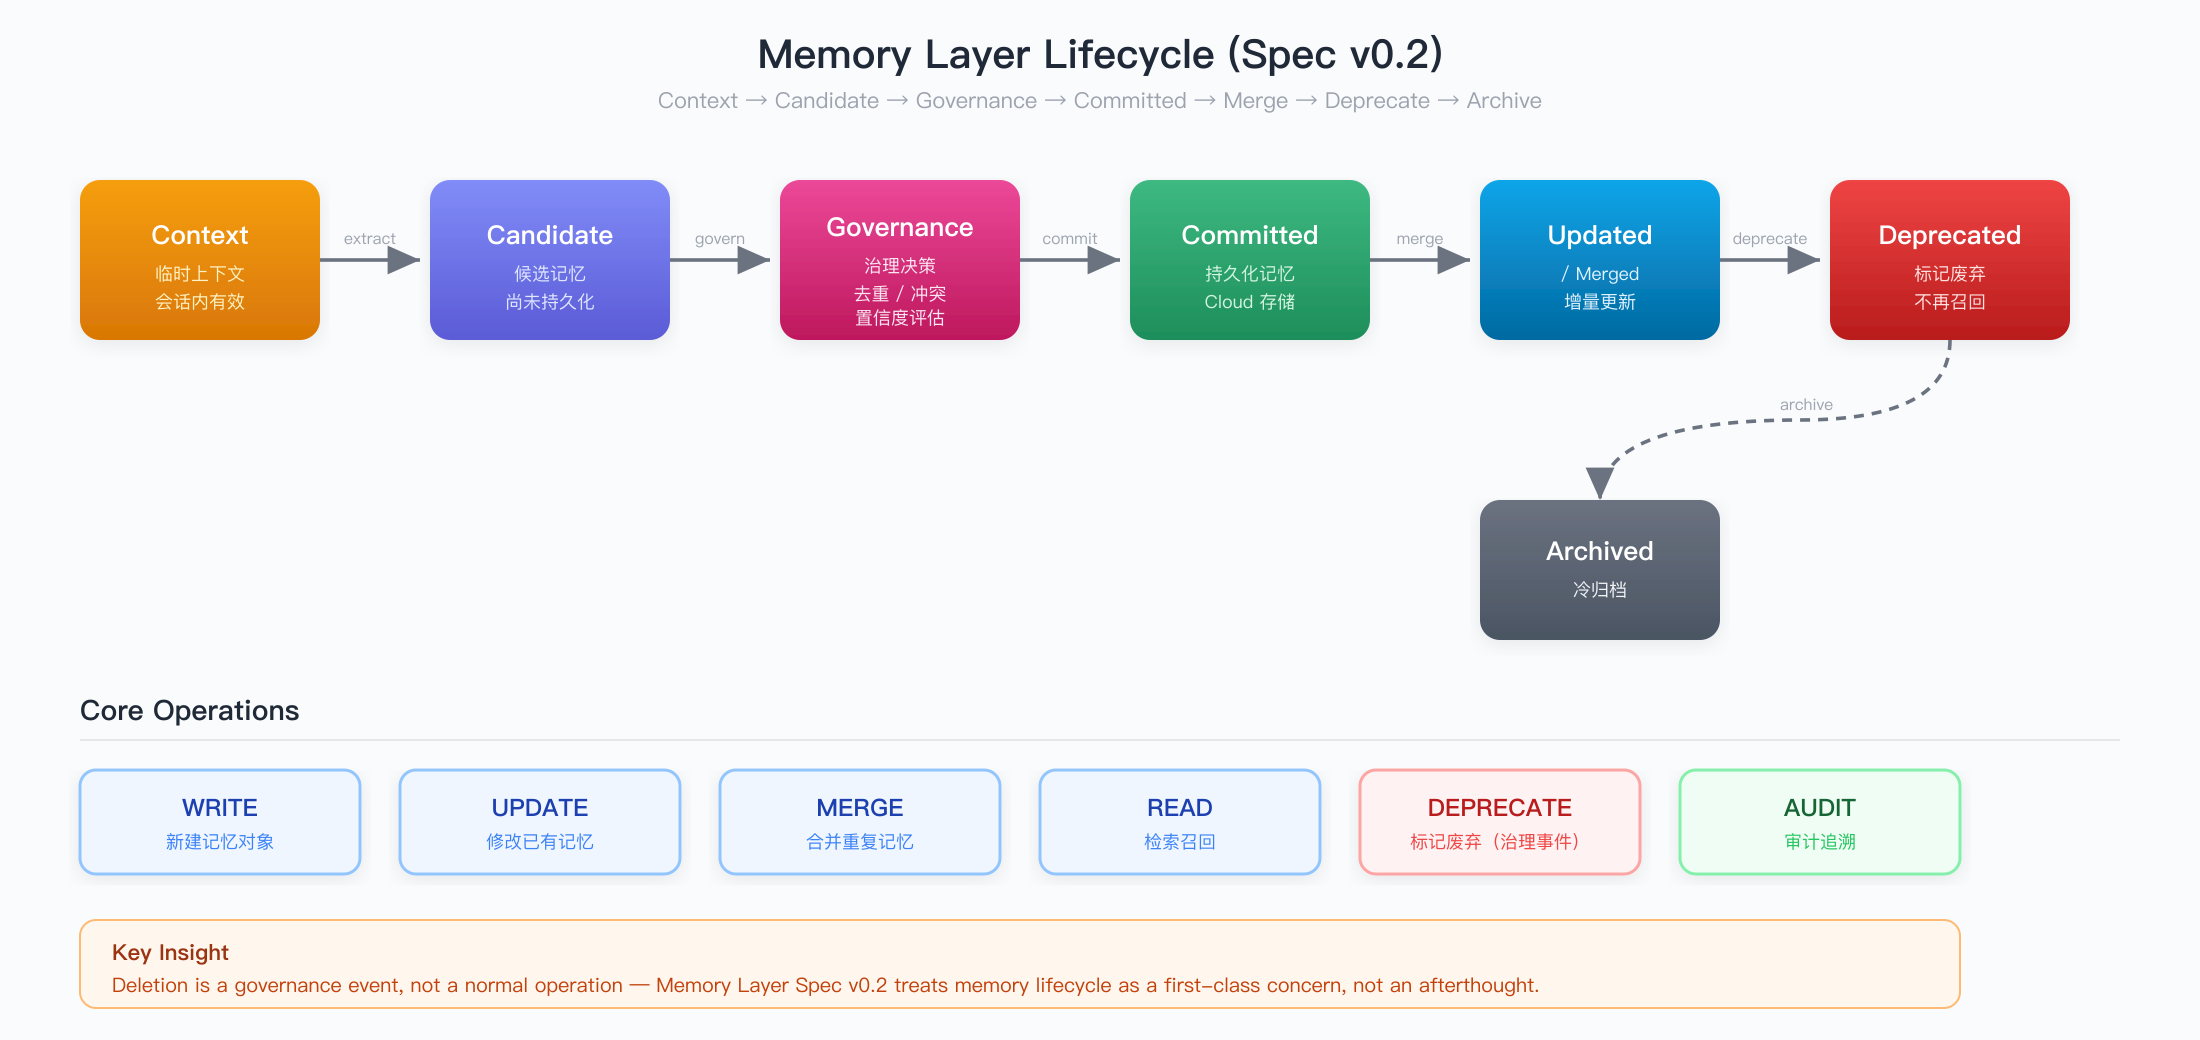 Memory Layer Lifecycle (Spec v0.2)
Context → Candidate → Governance → Committed → Merge → Deprecate → Archive
Context
临时上下文
会话内有效
extract
Candidate
候选记忆
尚未持久化
govern
Governance
治理决策
去重 / 冲突
置信度评估
commit
Committed
持久化记忆
Cloud 存储
merge
Updated
/ Merged
增量更新
deprecate
Deprecated
标记废弃
不再召回
archive
Archived
冷归档
Core Operations
WRITE
新建记忆对象
UPDATE
修改已有记忆
MERGE
合并重复记忆
READ
检索召回
DEPRECATE
标记废弃（治理事件）
AUDIT
审计追溯
Key Insight
Deletion is a governance event, not a normal operation — Memory Layer Spec v0.2 treats memory lifecycle as a first-class concern, not an afterthought.